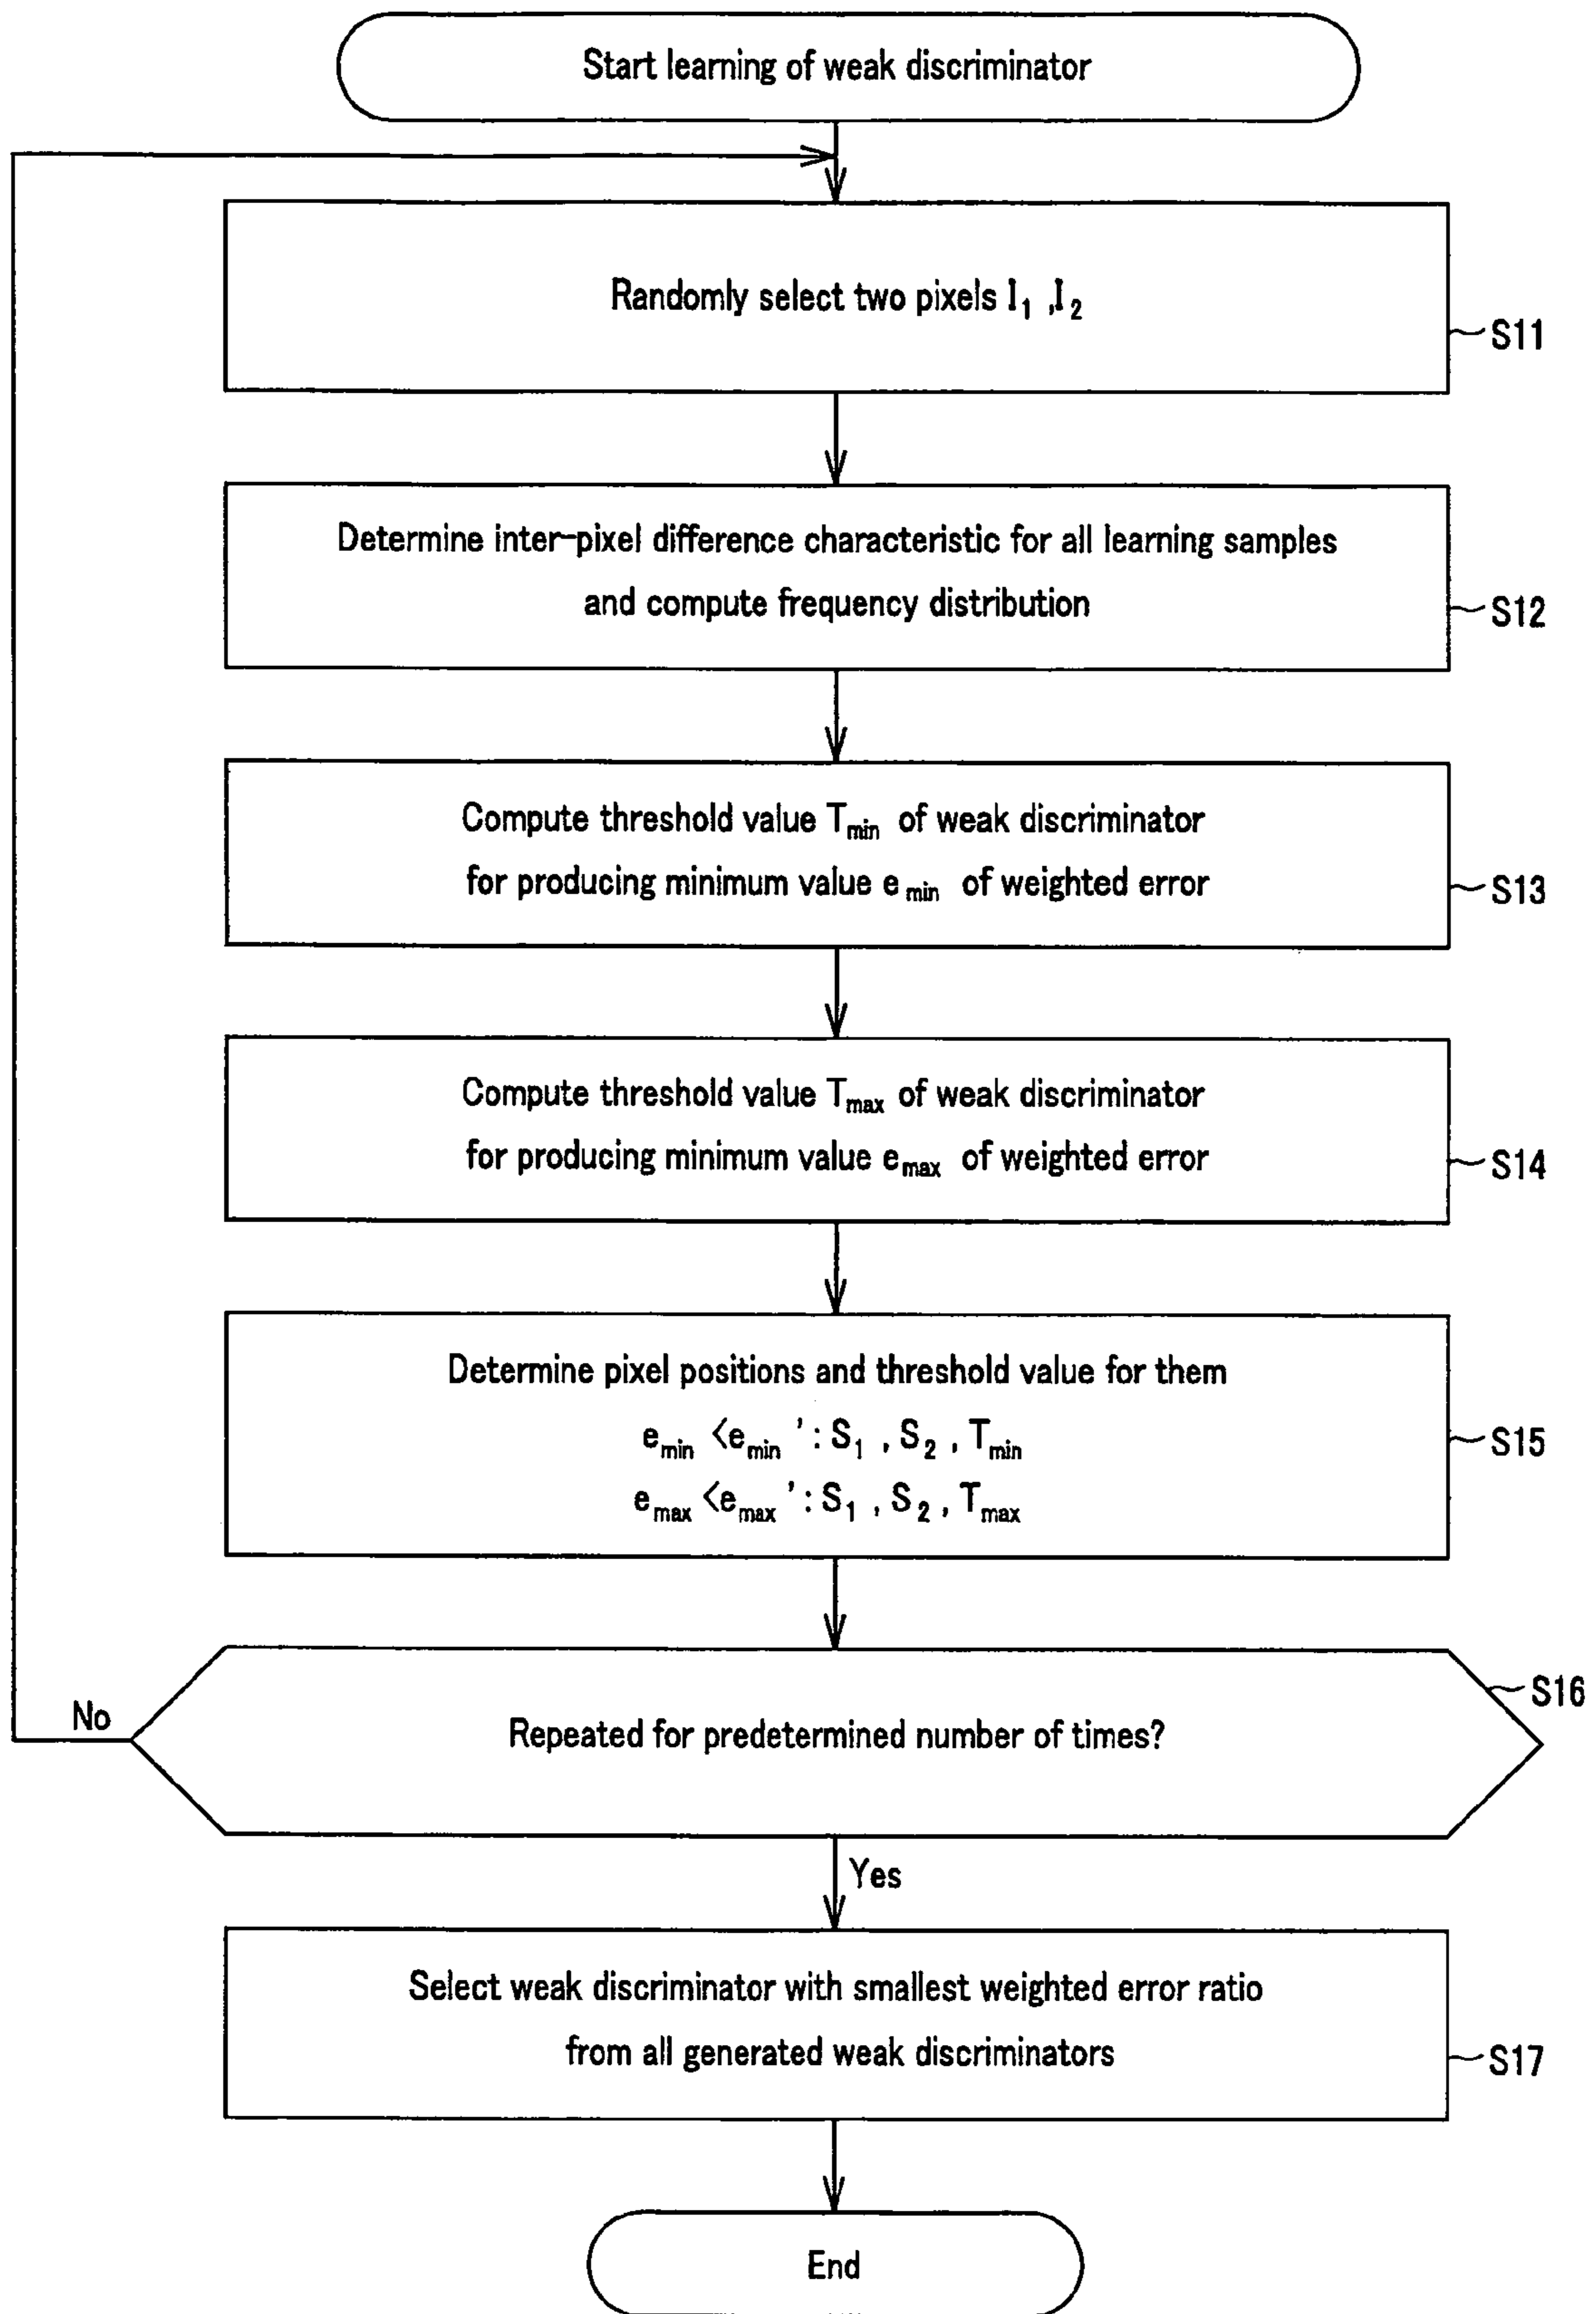 Start learning of weak discriminator
Randomly select two pixels I₁ ,I₂
S11
Determine inter-pixel difference characteristic for all learning samples
and compute frequency distribution
S12
Compute threshold value Tmin of weak discriminator
for producing minimum value emin of weighted error
S13
Compute threshold value Tmax of weak discriminator
for producing minimum value emax of weighted error
S14
Determine pixel positions and threshold value for them
emin <emin ' : S₁ , S₂ , Tmin
emax <emax ' : S₁ , S₂ , Tmax
S15
S16
No
Repeated for predetermined number of times?
Yes
Select weak discriminator with smallest weighted error ratio
from all generated weak discriminators
S17
End